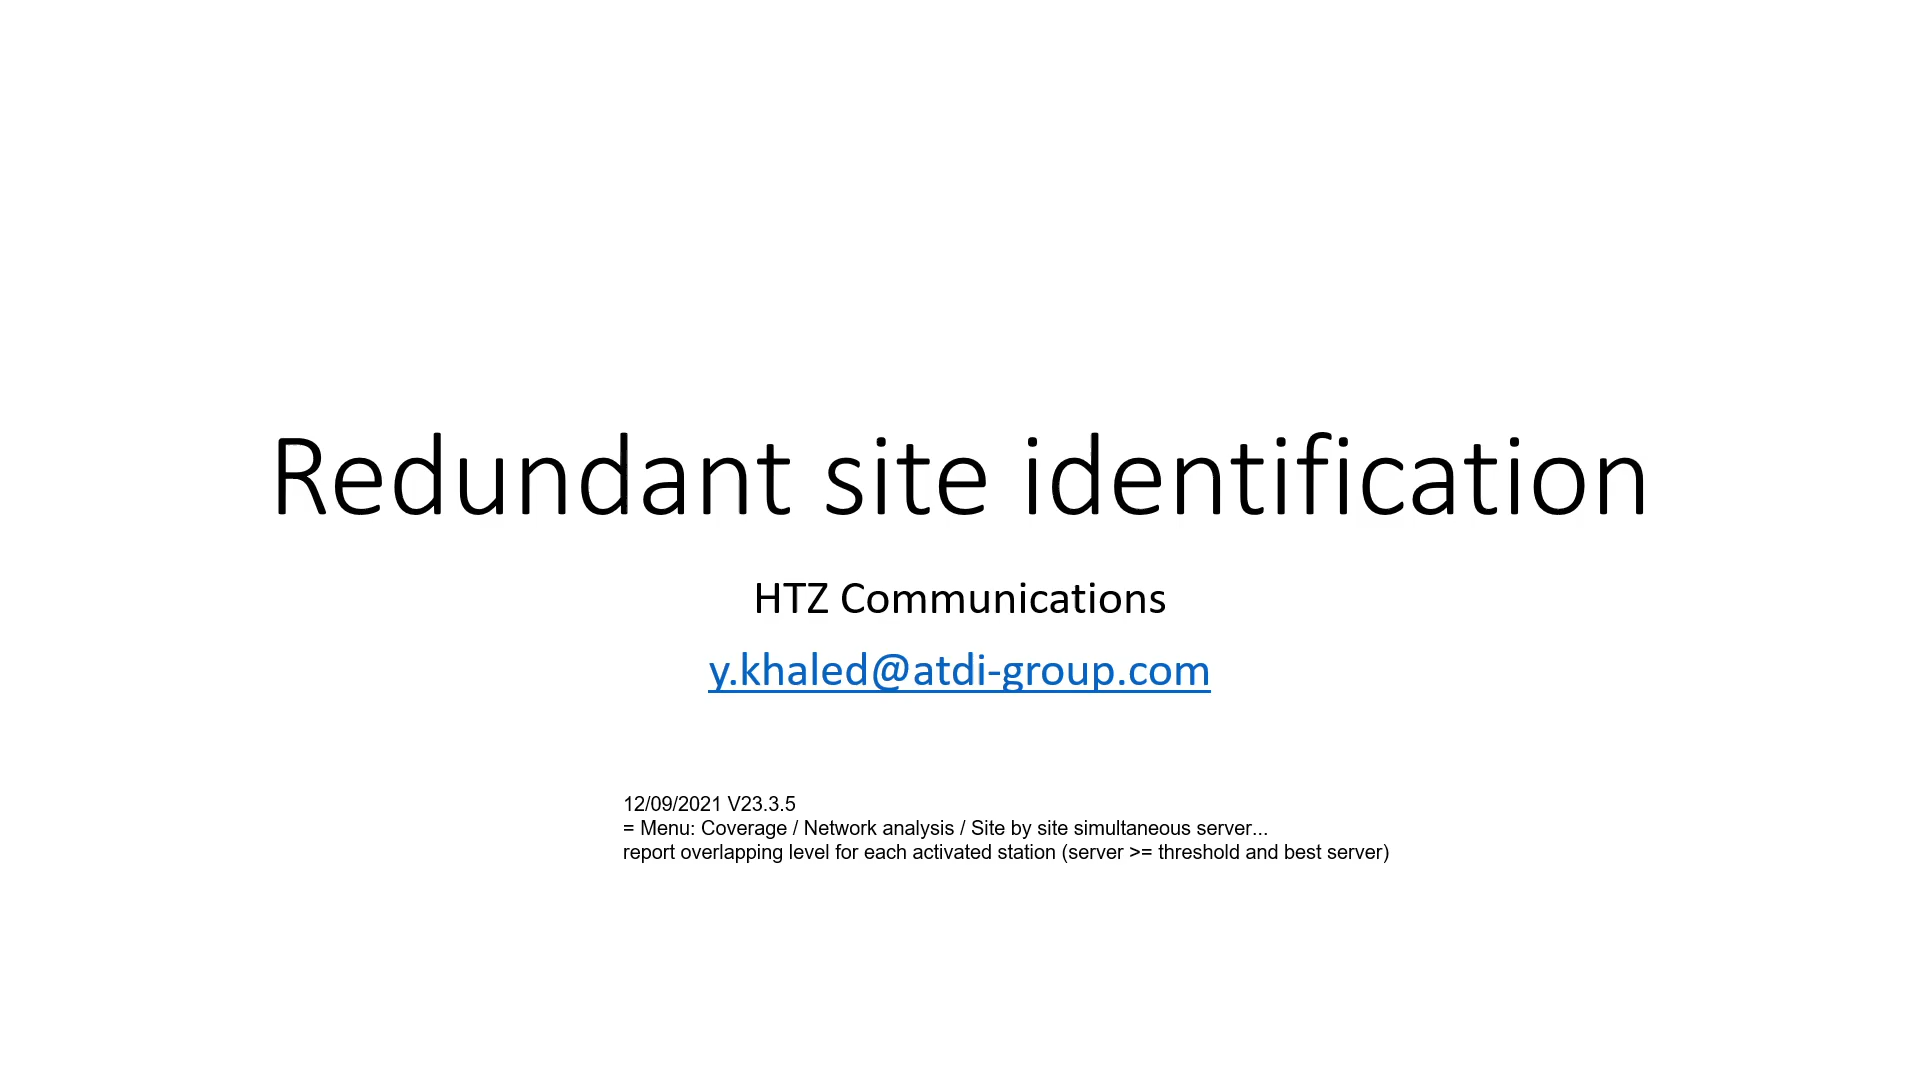 Redundant site identification
HTZ Communications
y.khaled@atdi-group.com
12/09/2021 V23.3.5
= Menu: Coverage / Network analysis / Site by site simultaneous server...
report overlapping level for each activated station (server >= threshold and best server)